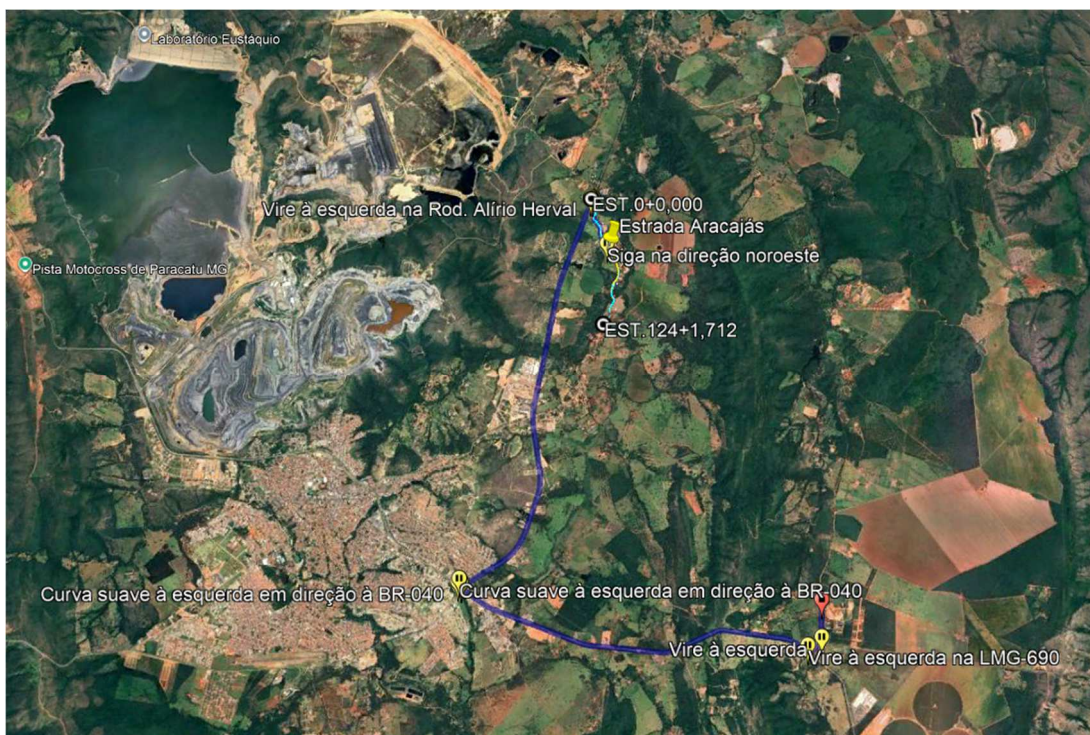 Laboratório Eustáquio
Vire à esquerda na Rod. Alírio Herval
EST.0+0,000
Estrada Aracajás
Siga na direção noroeste
Pista Motocross de Paracatu MG
EST.124+1,712
Curva suave à esquerda em direção à BR-040
Curva suave à esquerda em direção à BR-040
Vire à esquerda
Vire à esquerda na LMG-690